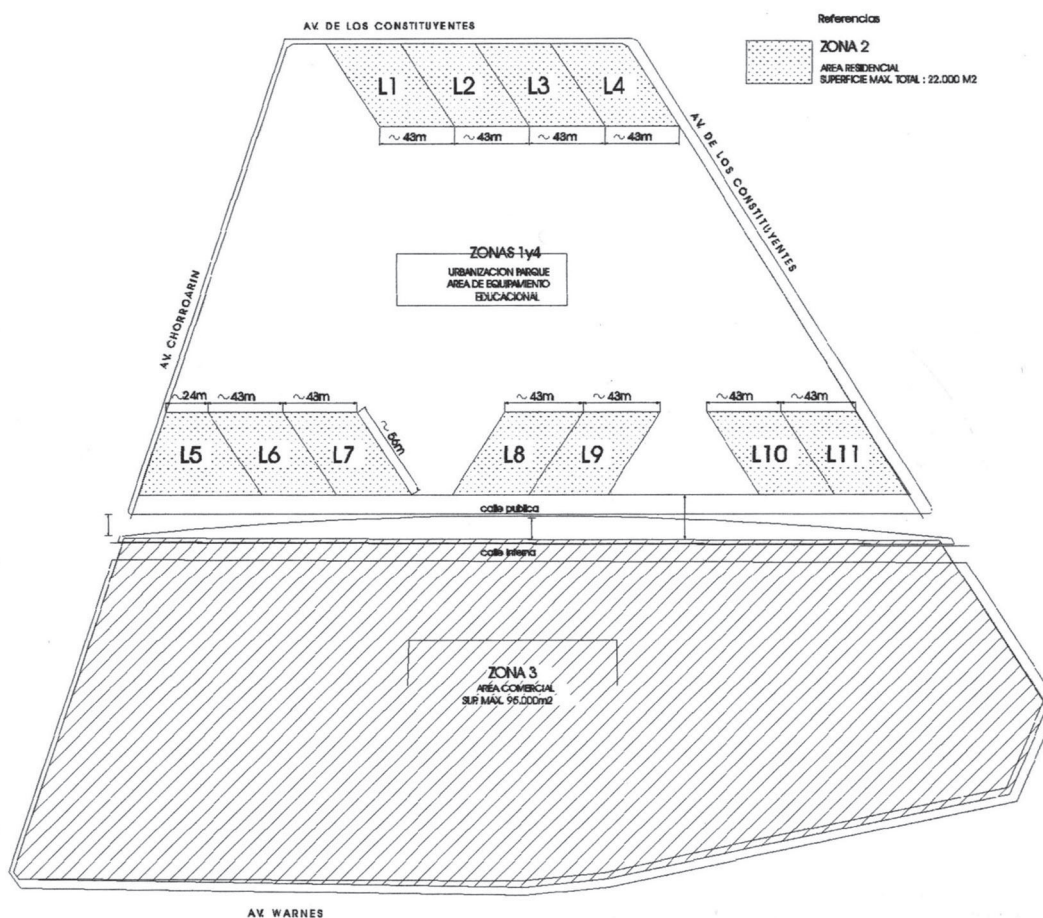 AV. DE LOS CONSTITUYENTES
Referencias
ZONA 2
AREA RESIDENCIAL
SUPERFICIE MAX. TOTAL : 22.000 M2
L1
L2
L3
L4
~ 43m
~ 43m
~ 43m
~ 43m
AV. DE LOS CONSTITUYENTES
ZONAS 1y4
URBANIZACION PARQUE
AREA DE EQUIPAMIENTO
EDUCACIONAL
AV. CHORROARIN
~24m
~43m
~43m
~ 56m
~ 43m
~ 43m
~ 43m
~ 43m
L5
L6
L7
L8
L9
L10
L11
calle publica
calle interna
ZONA 3
AREA COMERCIAL
SUP. MÁX. 95.000m2
AV. WARNES